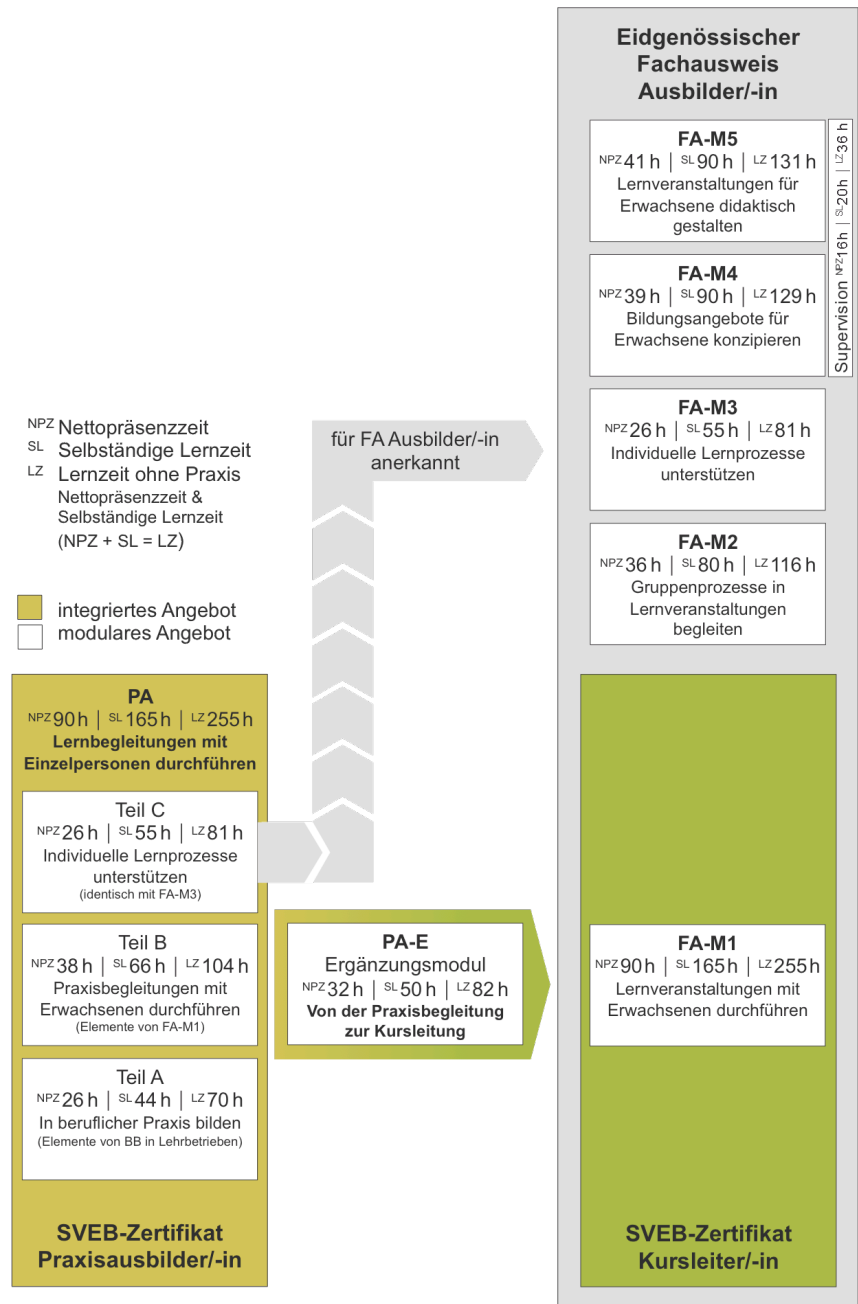 Eidgenössischer
Fachausweis
Ausbilder/-in
FA-M5
NPZ 41 h | SL 90 h | LZ 131 h
Lernveranstaltungen für
Erwachsene didaktisch
gestalten
FA-M4
NPZ 39 h | SL 90 h | LZ 129 h
Bildungsangebote für
Erwachsene konzipieren
Supervision NPZ 16 h | SL 20 h | LZ 36 h
FA-M3
NPZ 26 h | SL 55 h | LZ 81 h
Individuelle Lernprozesse
unterstützen
FA-M2
NPZ 36 h | SL 80 h | LZ 116 h
Gruppenprozesse in
Lernveranstaltungen
begleiten
für FA Ausbilder/-in
anerkannt
NPZ Nettopräsenzzeit
SL Selbständige Lernzeit
LZ Lernzeit ohne Praxis
Nettopräsenzzeit &
Selbständige Lernzeit
(NPZ + SL = LZ)
integriertes Angebot
modulares Angebot
PA
NPZ 90 h | SL 165 h | LZ 255 h
Lernbegleitungen mit
Einzelpersonen durchführen
Teil C
NPZ 26 h | SL 55 h | LZ 81 h
Individuelle Lernprozesse
unterstützen
(identisch mit FA-M3)
Teil B
NPZ 38 h | SL 66 h | LZ 104 h
Praxisbegleitungen mit
Erwachsenen durchführen
(Elemente von FA-M1)
Teil A
NPZ 26 h | SL 44 h | LZ 70 h
In beruflicher Praxis bilden
(Elemente von BB in Lehrbetrieben)
SVEB-Zertifikat
Praxisausbilder/-in
PA-E
Ergänzungsmodul
NPZ 32 h | SL 50 h | LZ 82 h
Von der Praxisbegleitung
zur Kursleitung
FA-M1
NPZ 90 h | SL 165 h | LZ 255 h
Lernveranstaltungen mit
Erwachsenen durchführen
SVEB-Zertifikat
Kursleiter/-in